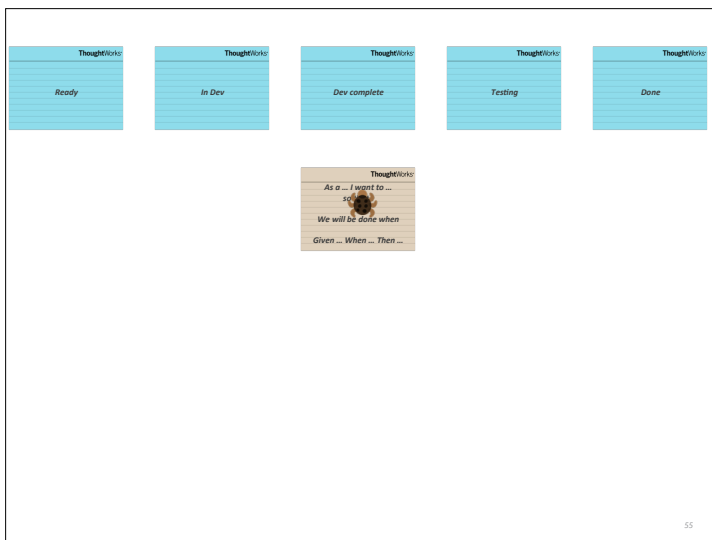 ThoughtWorks
ThoughtWorks
ThoughtWorks
ThoughtWorks
ThoughtWorks
Ready
In Dev
Dev complete
Testing
Done
ThoughtWorks
As a ... I want to ...
We will be done when
Given ... When ... Then ...
55